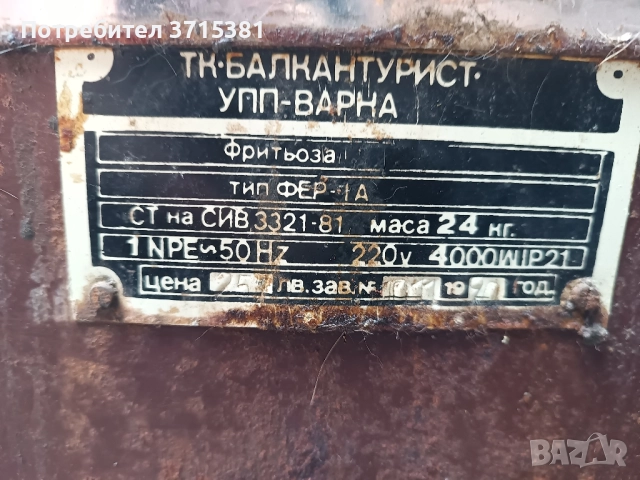 Потребител 3715381
ТК·БАЛКАНТУРИСТ·
УПП-ВАРНА
Фритьоза
тип ФЕР-1А
СТ на СИВ 3321-81 маса 24 кг.
1 NPE~50 Hz 220v 4000W IP21
цена лв. зав. № 19 год.
BAZAR